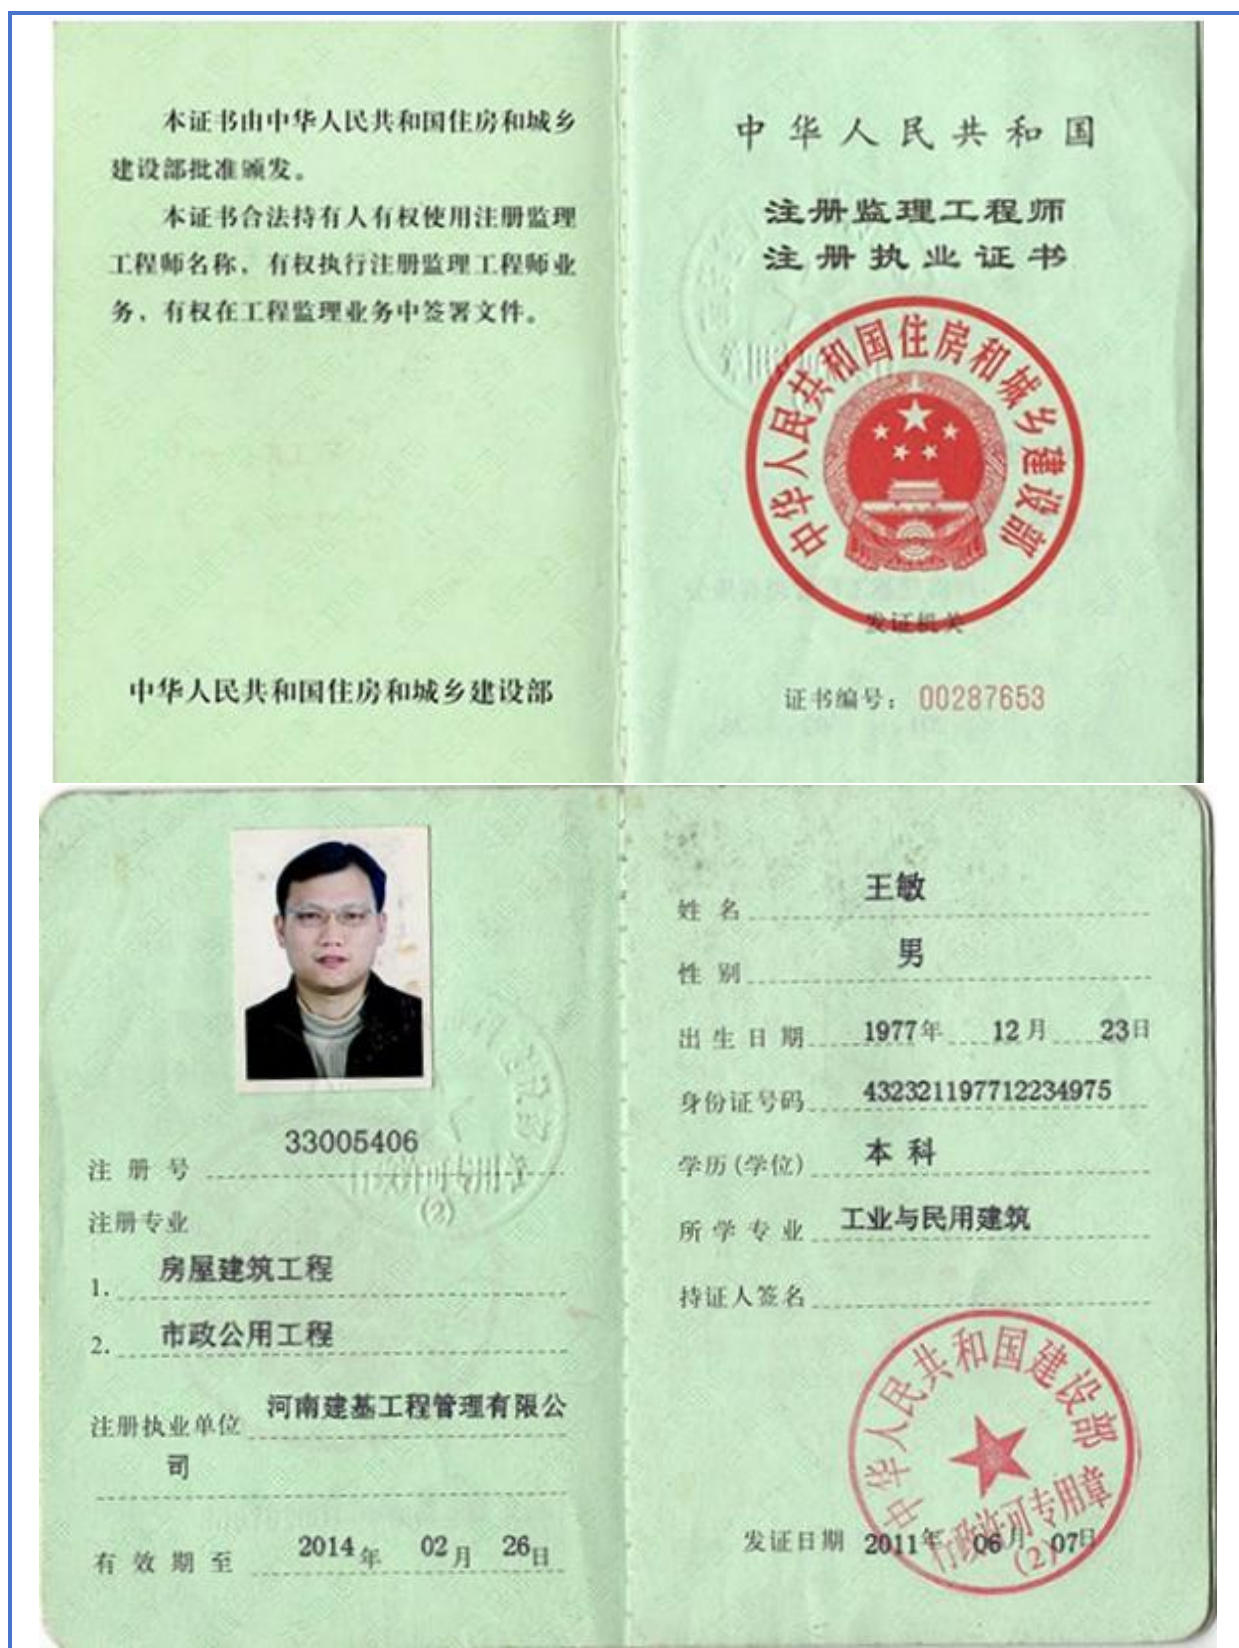 本证书由中华人民共和国住房和城乡
建设部批准颁发。
本证书合法持有人有权使用注册监理
工程师名称，有权执行注册监理工程师业
务，有权在工程监理业务中签署文件。
中华人民共和国住房和城乡建设部
中华人民共和国
注册监理工程师
注册执业证书
中华人民共和国住房和城乡建设部
发证机关
证书编号：00287653
注册号 33005406
注册专业
1. 房屋建筑工程
2. 市政公用工程
注册执业单位 河南建基工程管理有限公
司
有效期至 2014年 02月 26日
姓名 王敏
性别 男
出生日期 1977年 12月 23日
身份证号码 432321197712234975
学历(学位) 本科
所学专业 工业与民用建筑
持证人签名
中华人民共和国建设部
行政许可专用章
(2)
发证日期 2011年 06月 07日